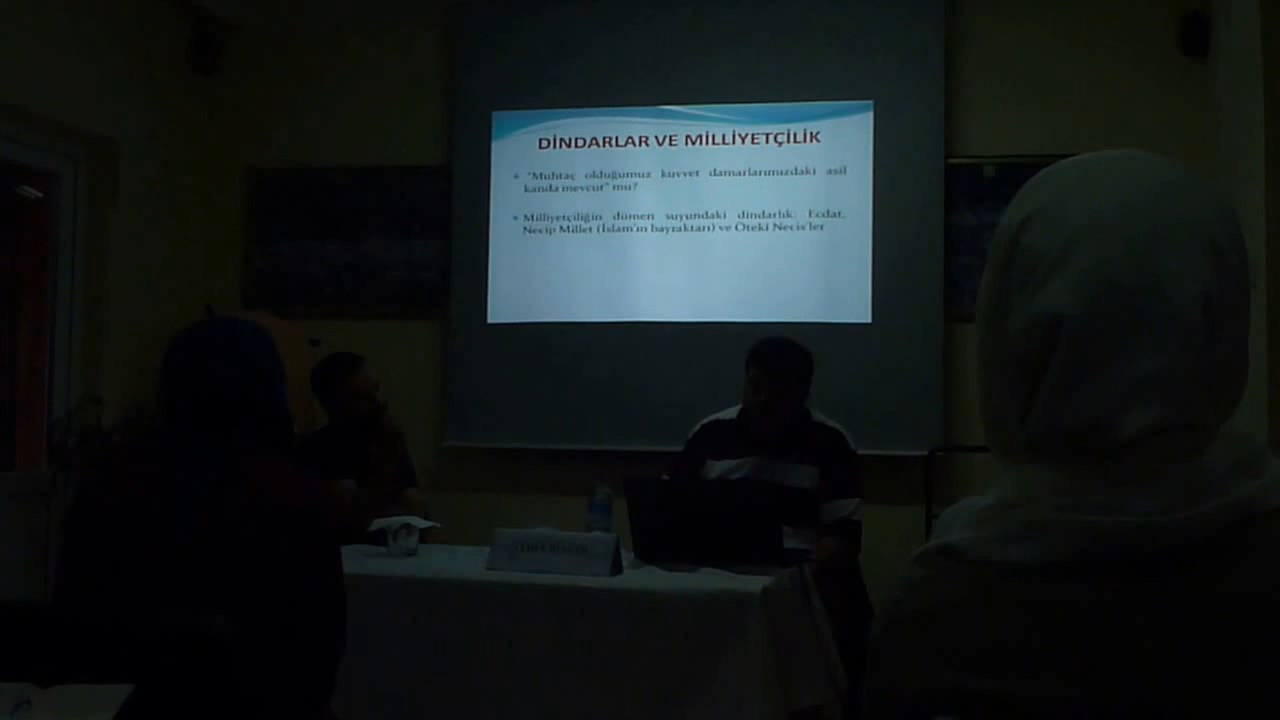 DİNDARLAR VE MİLLİYETÇİLİK
"Muhtaç olduğumuz kuvvet damarlarımızdaki asil
kanda mevcut" mu?
Milliyetçiliğin dümen suyundaki dindarlık: Ecdat,
Necip Millet (İslam'ın bayraktarı) ve Öteki Necis'ler